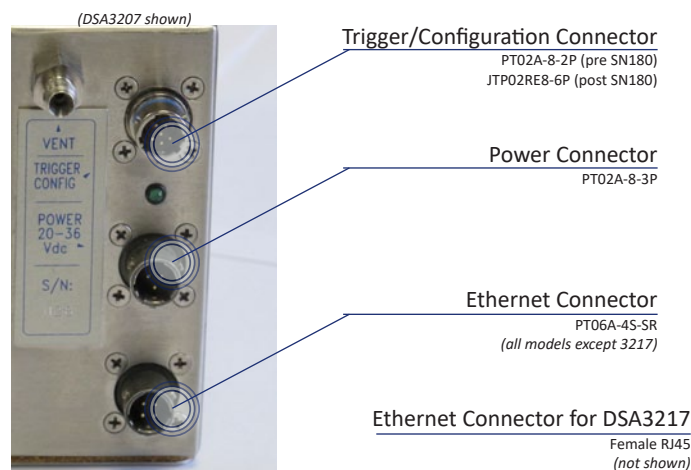 (DSA3207 shown)
Trigger/Configuration Connector
PT02A-8-2P (pre SN180)
JTP02RE8-6P (post SN180)
VENT
TRIGGER
CONFIG
Power Connector
PT02A-8-3P
POWER
20-36
Vdc
S/N:
Ethernet Connector
PT06A-4S-SR
(all models except 3217)
Ethernet Connector for DSA3217
Female RJ45
(not shown)